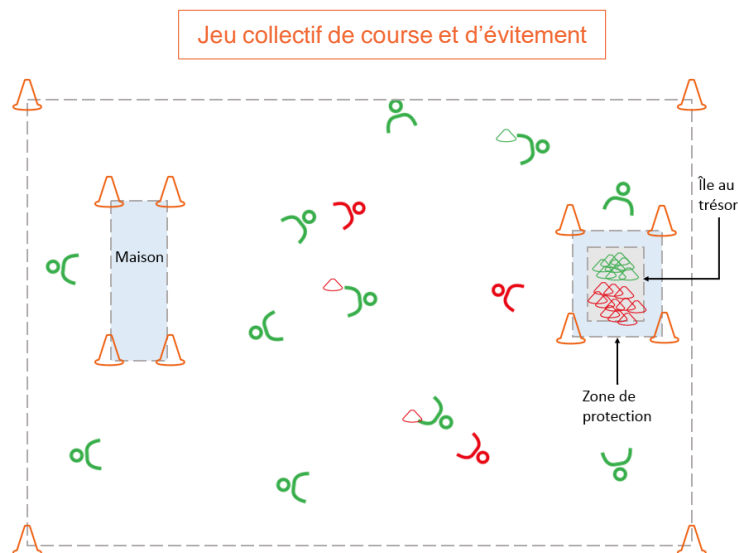 Jeu collectif de course et d'évitement
Île au
trésor
Maison
Zone de
protection